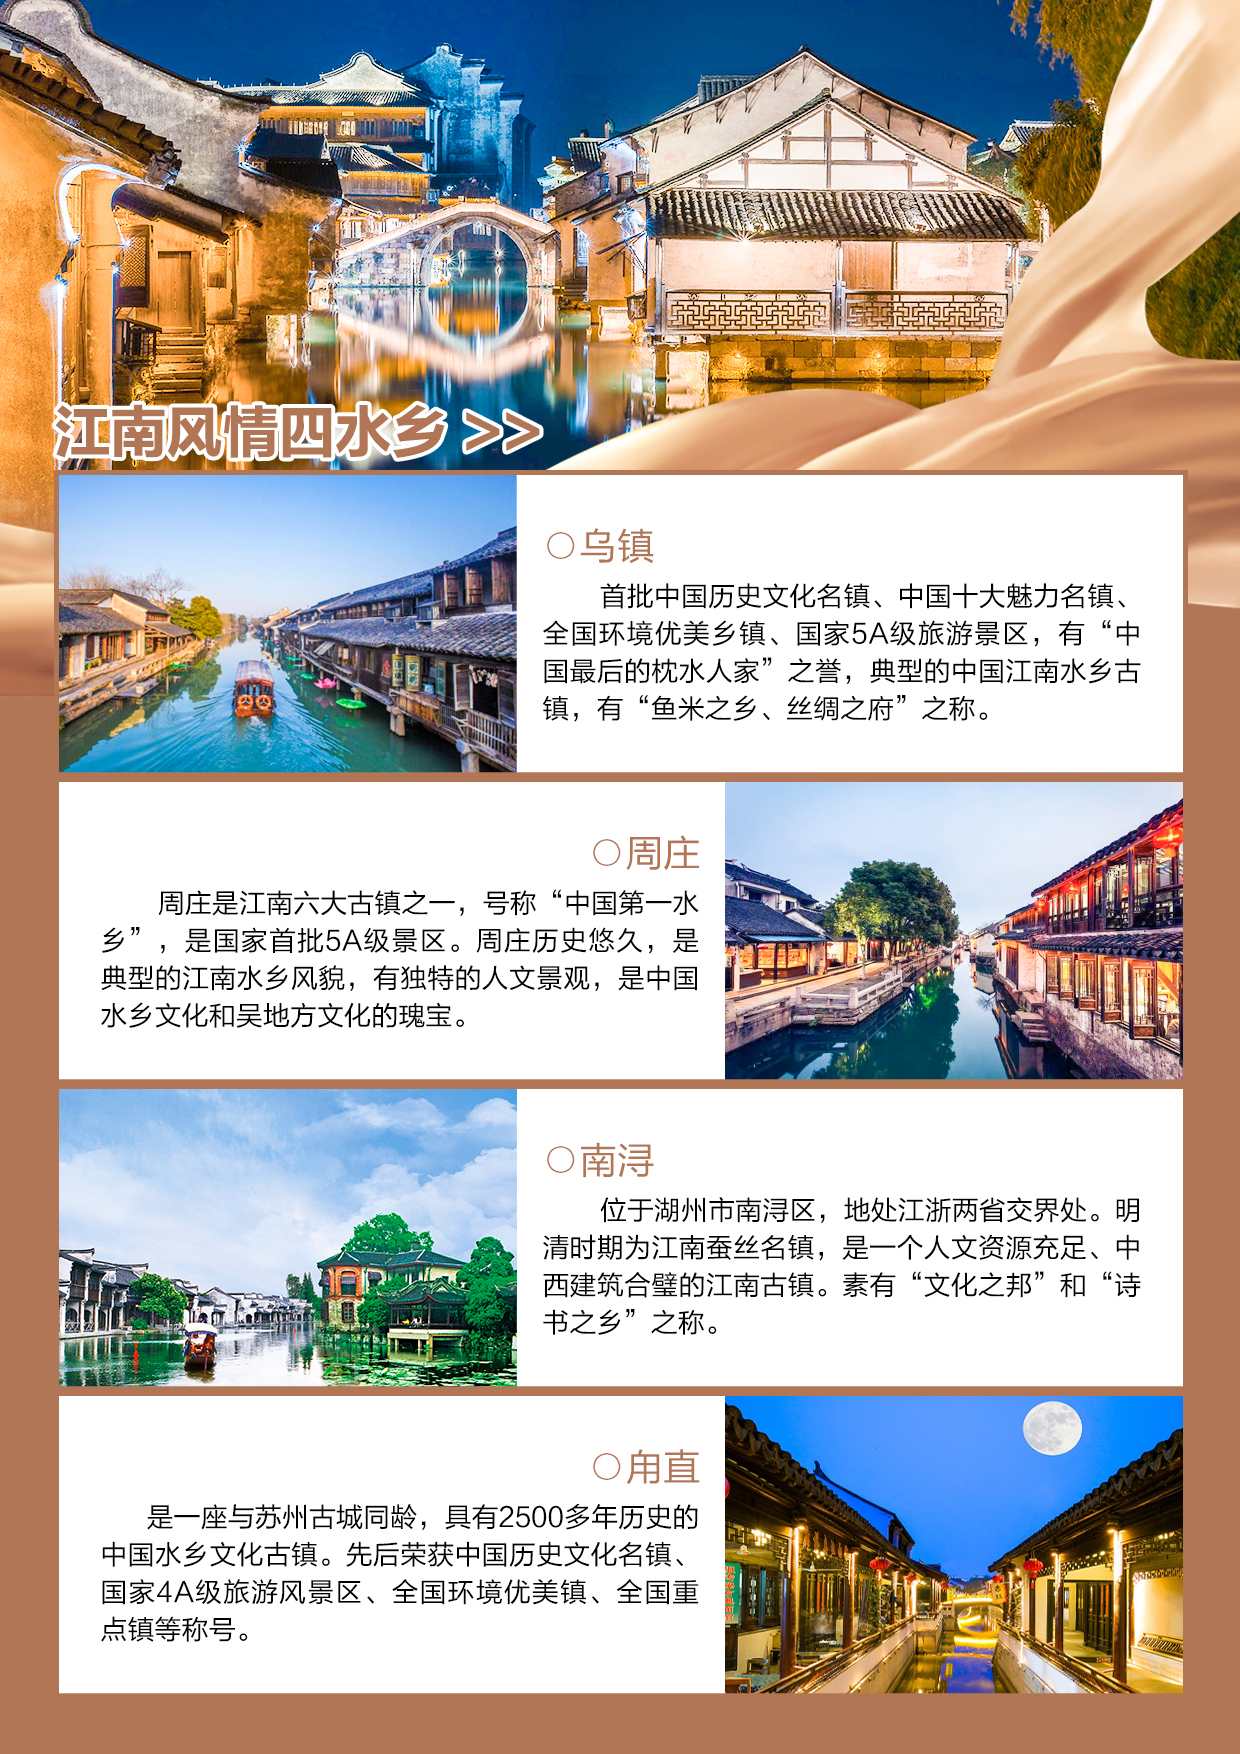 江南风情四水乡 >>
○乌镇
首批中国历史文化名镇、中国十大魅力名镇、
全国环境优美乡镇、国家5A级旅游景区，有“中
国最后的枕水人家”之誉，典型的中国江南水乡古
镇，有“鱼米之乡、丝绸之府”之称。
○周庄
周庄是江南六大古镇之一，号称“中国第一水
乡”，是国家首批5A级景区。周庄历史悠久，是
典型的江南水乡风貌，有独特的人文景观，是中国
水乡文化和吴地方文化的瑰宝。
○南浔
位于湖州市南浔区，地处江浙两省交界处。明
清时期为江南蚕丝名镇，是一个人文资源充足、中
西建筑合璧的江南古镇。素有“文化之邦”和“诗
书之乡”之称。
○甪直
是一座与苏州古城同龄，具有2500多年历史的
中国水乡文化古镇。先后荣获中国历史文化名镇、
国家4A级旅游风景区、全国环境优美镇、全国重
点镇等称号。